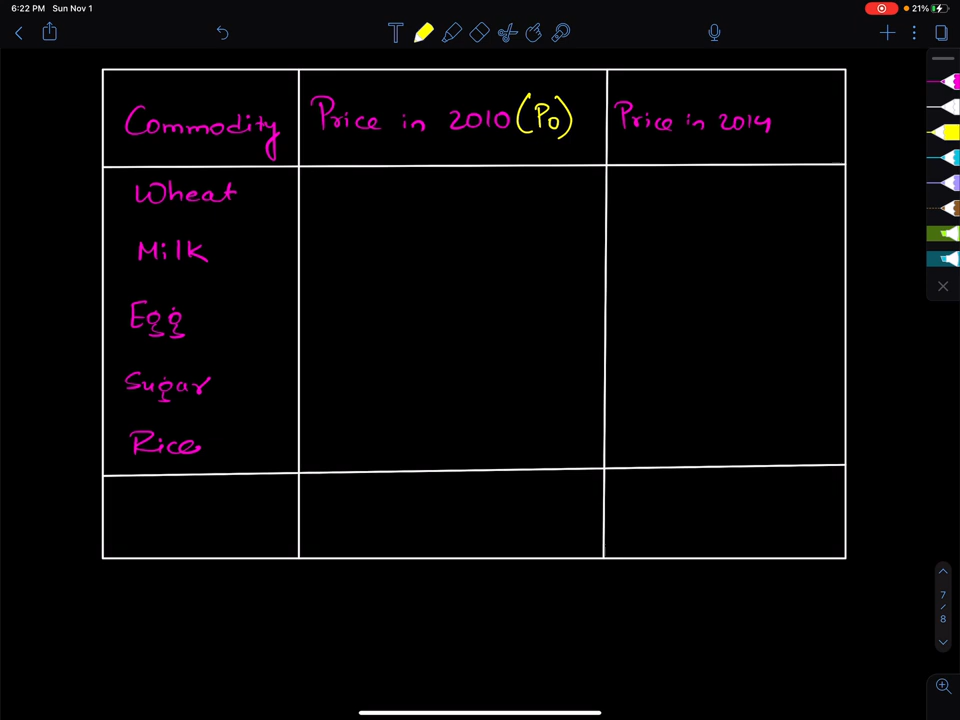 6:22 PM Sun Nov 1
21%
T
Commodity Price in 2010 (P0) Price in 2014
Wheat
Milk
Egg
Sugar
Rice
7
/
8